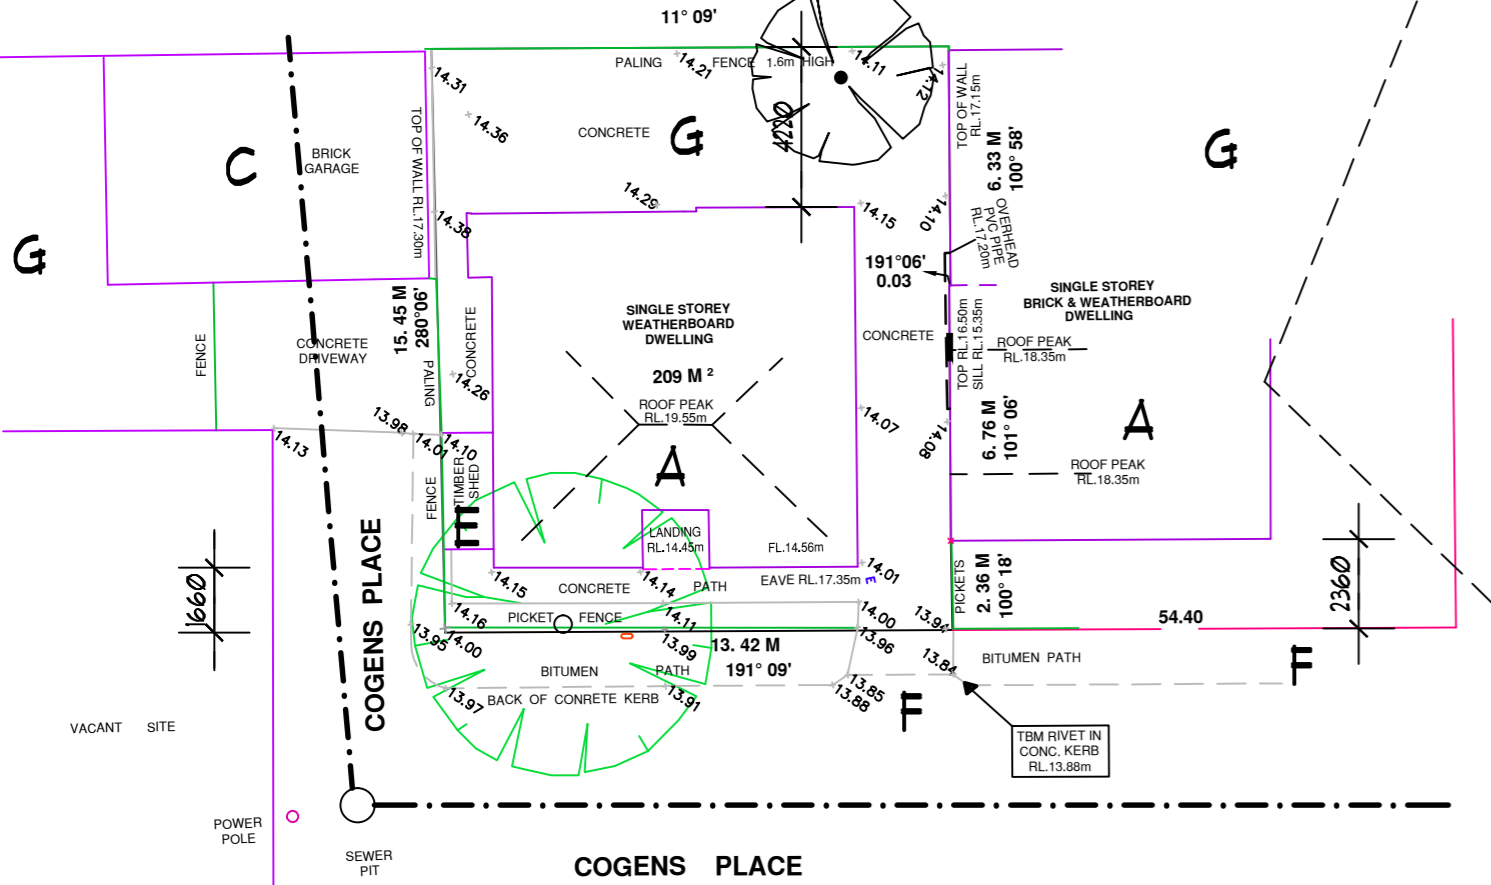 11° 09'
PALING FENCE 1.6m HIGH
14.21
14.11
14.12
14.31
14.36
CONCRETE
G
4220
TOP OF WALL
RL.17.15m
6. 33 M
100° 58'
G
C
BRICK
GARAGE
TOP OF WALL RL.17.30m
14.29
14.38
14.15
14.10
OVERHEAD
PVC PIPE
RL.17.20m
G
191°06'
0.03
SINGLE STOREY
WEATHERBOARD
DWELLING
209 M ²
ROOF PEAK
RL.19.55m
A
SINGLE STOREY
BRICK & WEATHERBOARD
DWELLING
ROOF PEAK
RL.18.35m
A
ROOF PEAK
RL.18.35m
FENCE
CONCRETE
DRIVEWAY
15. 45 M
280°06'
CONCRETE
PALING
14.26
CONCRETE
TOP RL.16.50m
SILL RL.15.35m
14.07
14.08
6. 76 M
101° 06'
13.98
14.01
14.10
14.13
FENCE
TIMBER
SHED
E
LANDING
RL.14.45m
FL.14.56m
14.01
EAVE RL.17.35m
E
14.15
CONCRETE
14.14
PATH
PICKETS
2. 36 M
100° 18'
2360
1660
COGENS PLACE
14.16
PICKET FENCE
14.11
14.00
13.94
54.40
13.95
14.00
13.99
13. 42 M
191° 09'
13.96
13.84
BITUMEN PATH
BITUMEN PATH
F
13.97
BACK OF CONRETE KERB
13.91
13.85
13.88
F
VACANT SITE
TBM RIVET IN
CONC. KERB
RL.13.88m
POWER
POLE
SEWER
PIT
COGENS PLACE